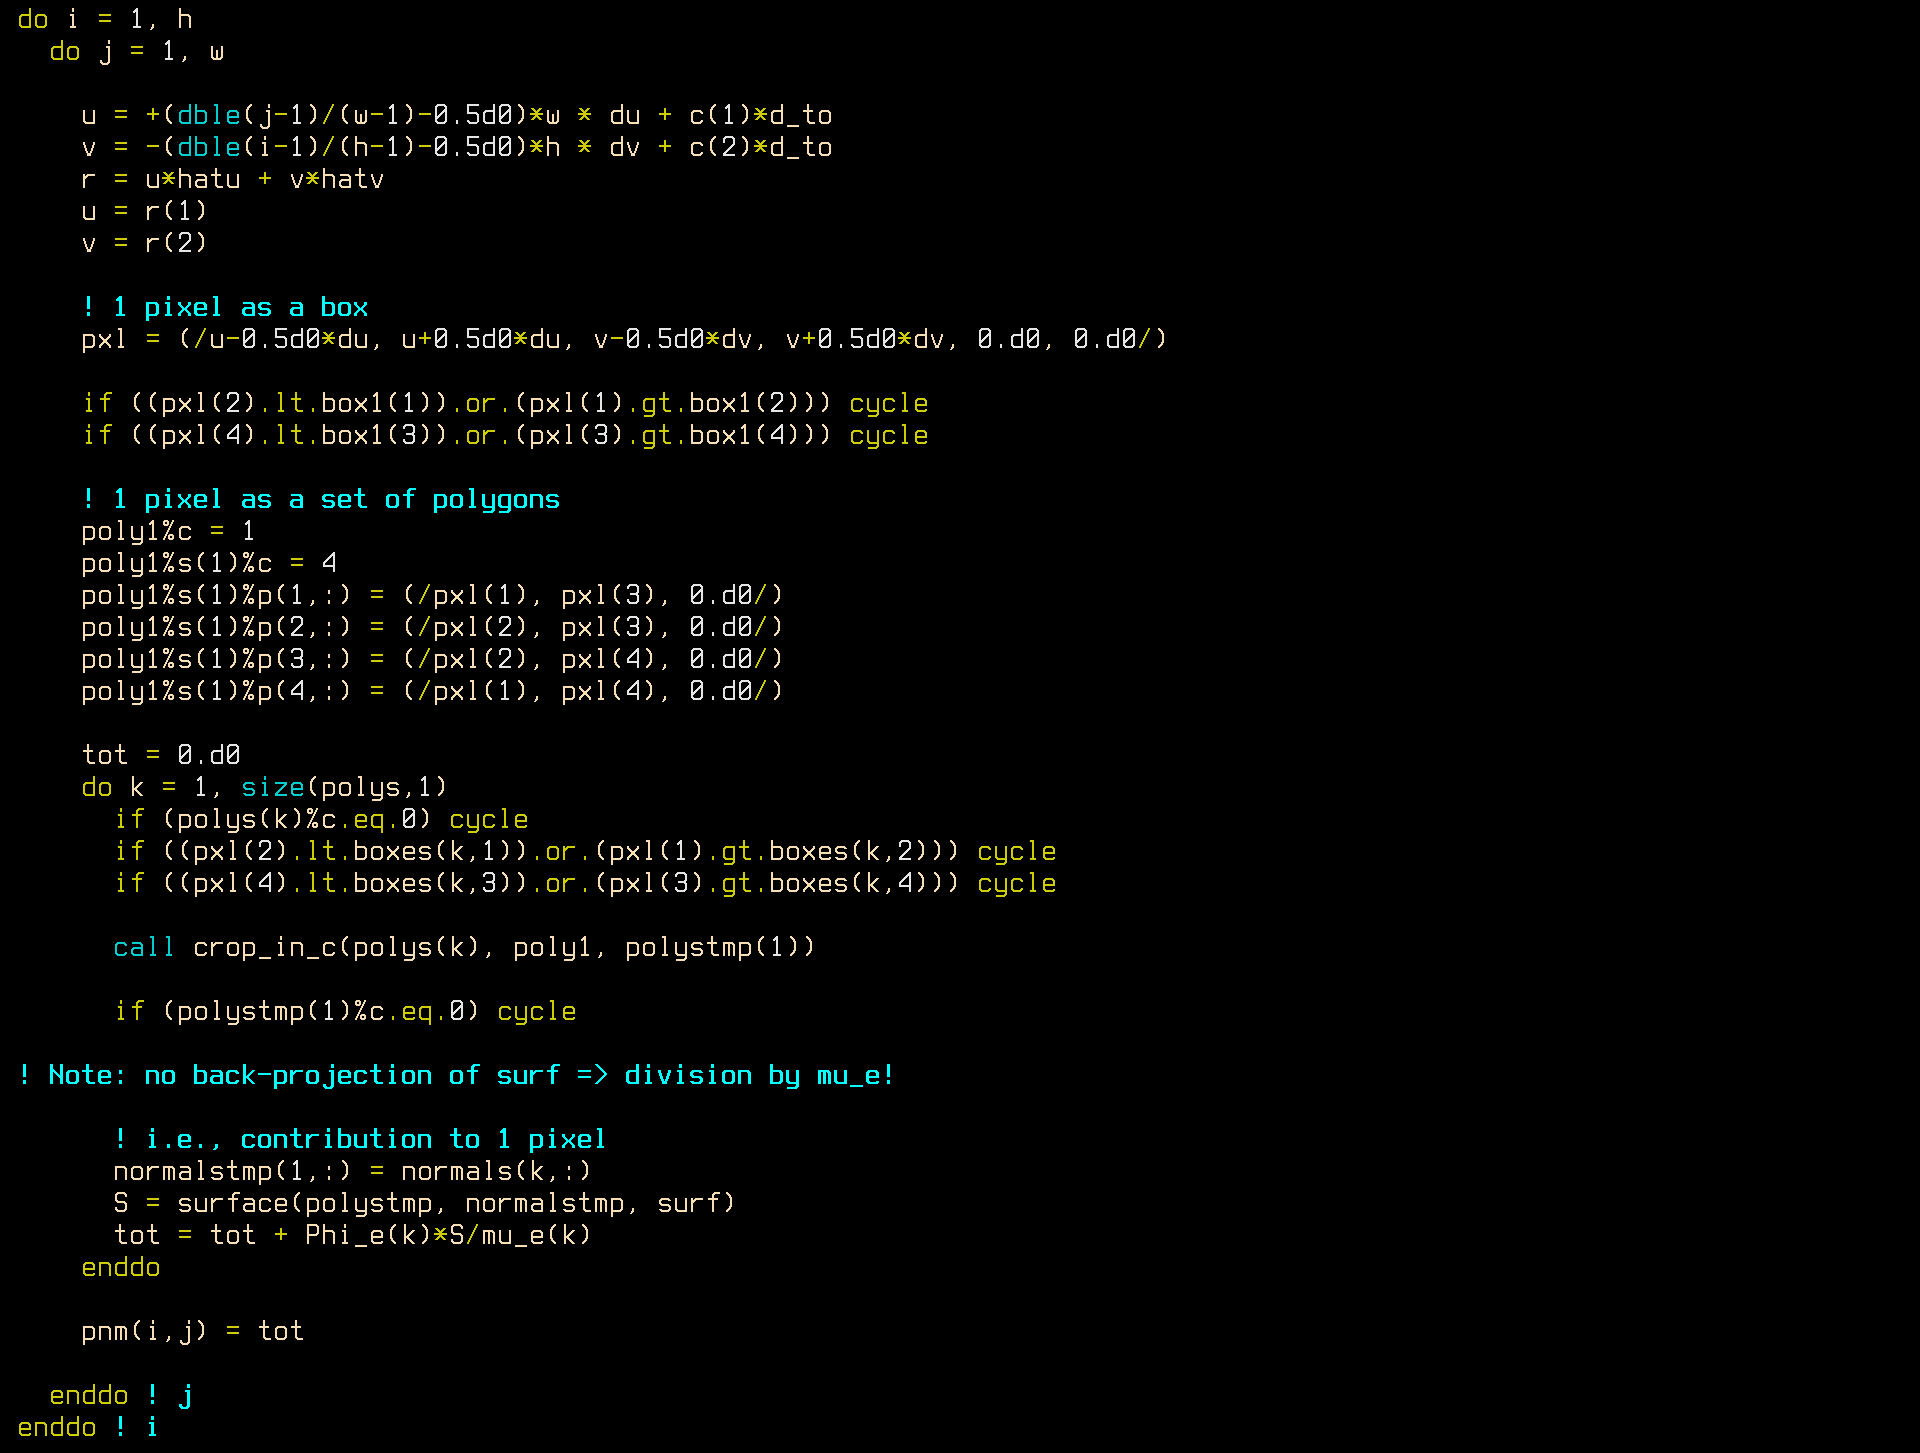 do i = 1, h
  do j = 1, w

    u = +(dble(j-1)/(w-1)-0.5d0)*w * du + c(1)*d_to
    v = -(dble(i-1)/(h-1)-0.5d0)*h * dv + c(2)*d_to
    r = u*hatu + v*hatv
    u = r(1)
    v = r(2)

    ! 1 pixel as a box
    pxl = (/u-0.5d0*du, u+0.5d0*du, v-0.5d0*dv, v+0.5d0*dv, 0.d0, 0.d0/)

    if ((pxl(2).lt.box1(1)).or.(pxl(1).gt.box1(2))) cycle
    if ((pxl(4).lt.box1(3)).or.(pxl(3).gt.box1(4))) cycle

    ! 1 pixel as a set of polygons
    poly1%c = 1
    poly1%s(1)%c = 4
    poly1%s(1)%p(1,:) = (/pxl(1), pxl(3), 0.d0/)
    poly1%s(1)%p(2,:) = (/pxl(2), pxl(3), 0.d0/)
    poly1%s(1)%p(3,:) = (/pxl(2), pxl(4), 0.d0/)
    poly1%s(1)%p(4,:) = (/pxl(1), pxl(4), 0.d0/)

    tot = 0.d0
    do k = 1, size(polys,1)
      if (polys(k)%c.eq.0) cycle
      if ((pxl(2).lt.boxes(k,1)).or.(pxl(1).gt.boxes(k,2))) cycle
      if ((pxl(4).lt.boxes(k,3)).or.(pxl(3).gt.boxes(k,4))) cycle

      call crop_in_c(polys(k), poly1, polystmp(1))

      if (polystmp(1)%c.eq.0) cycle

! Note: no back-projection of surf => division by mu_e!

      ! i.e., contribution to 1 pixel
      normalstmp(1,:) = normals(k,:)
      S = surface(polystmp, normalstmp, surf)
      tot = tot + Phi_e(k)*S/mu_e(k)
    enddo

    pnm(i,j) = tot

  enddo ! j
enddo ! i